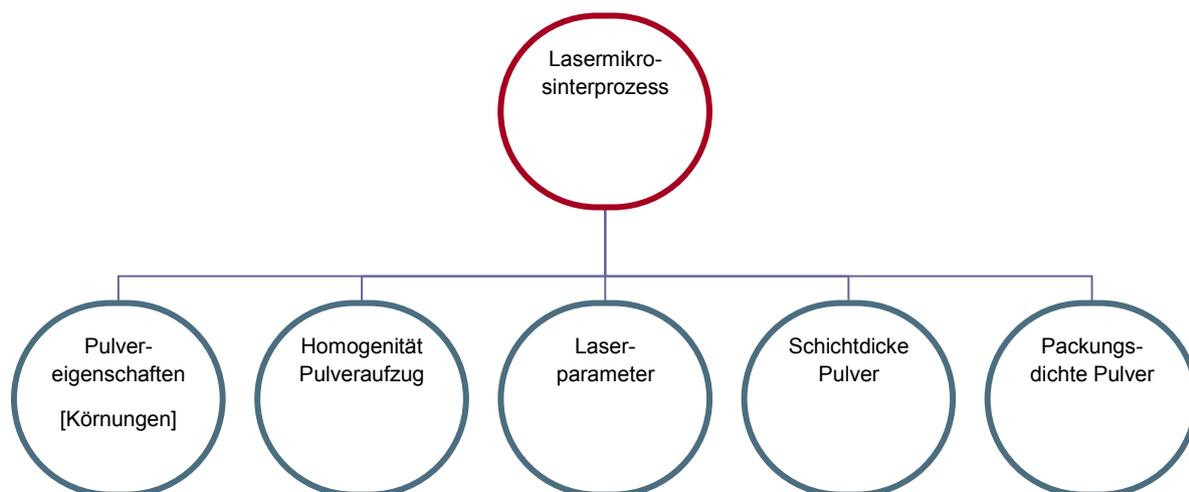 Lasermikro-
sinterprozess
Pulver-
eigenschaften
[Körnungen]
Homogenität
Pulveraufzug
Laser-
parameter
Schichtdicke
Pulver
Packungs-
dichte Pulver